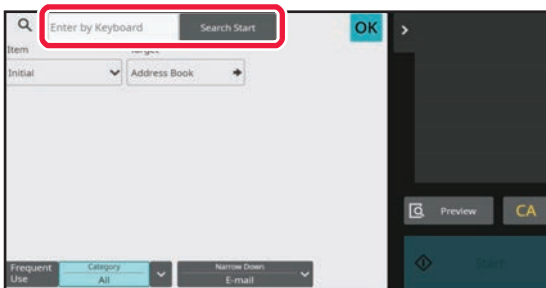 Enter by Keyboard Search Start OK
Item Target
Initial Address Book
Preview CA
Start
Frequent Use Category All Narrow Down E-mail